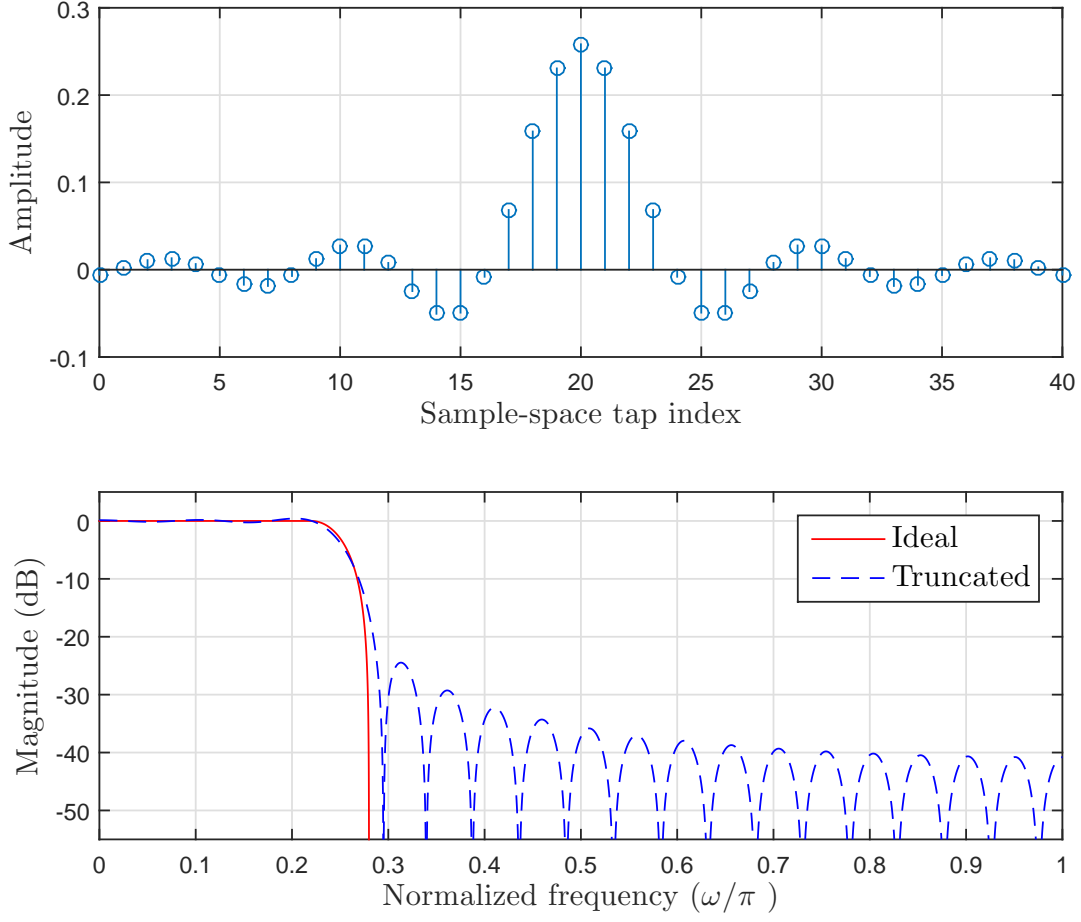 0.3
0.2
0.1
0
-0.1
Amplitude
0 5 10 15 20 25 30 35 40
Sample-space tap index
0
-10
-20
-30
-40
-50
Magnitude (dB)
Ideal
Truncated
0 0.1 0.2 0.3 0.4 0.5 0.6 0.7 0.8 0.9 1
Normalized frequency (ω/π )